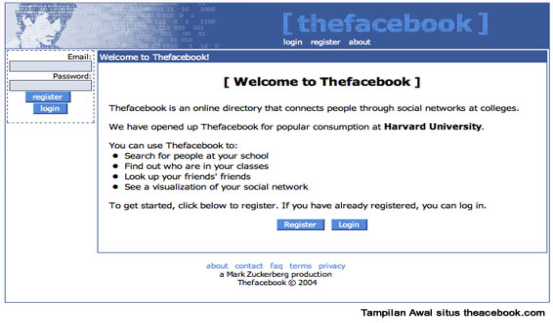 [ thefacebook ]
login register about
Email:
Password:
register
login
Welcome to Thefacebook!
[ Welcome to Thefacebook ]
Thefacebook is an online directory that connects people through social networks at colleges.
We have opened up Thefacebook for popular consumption at Harvard University.
You can use Thefacebook to:
• Search for people at your school
• Find out who are in your classes
• Look up your friends' friends
• See a visualization of your social network
To get started, click below to register. If you have already registered, you can log in.
Register Login
about contact faq terms privacy
a Mark Zuckerberg production
Thefacebook © 2004
Tampilan Awal situs theacebook.com